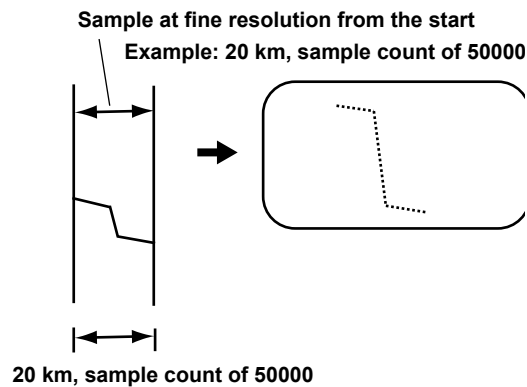 Sample at fine resolution from the start
Example: 20 km, sample count of 50000
20 km, sample count of 50000